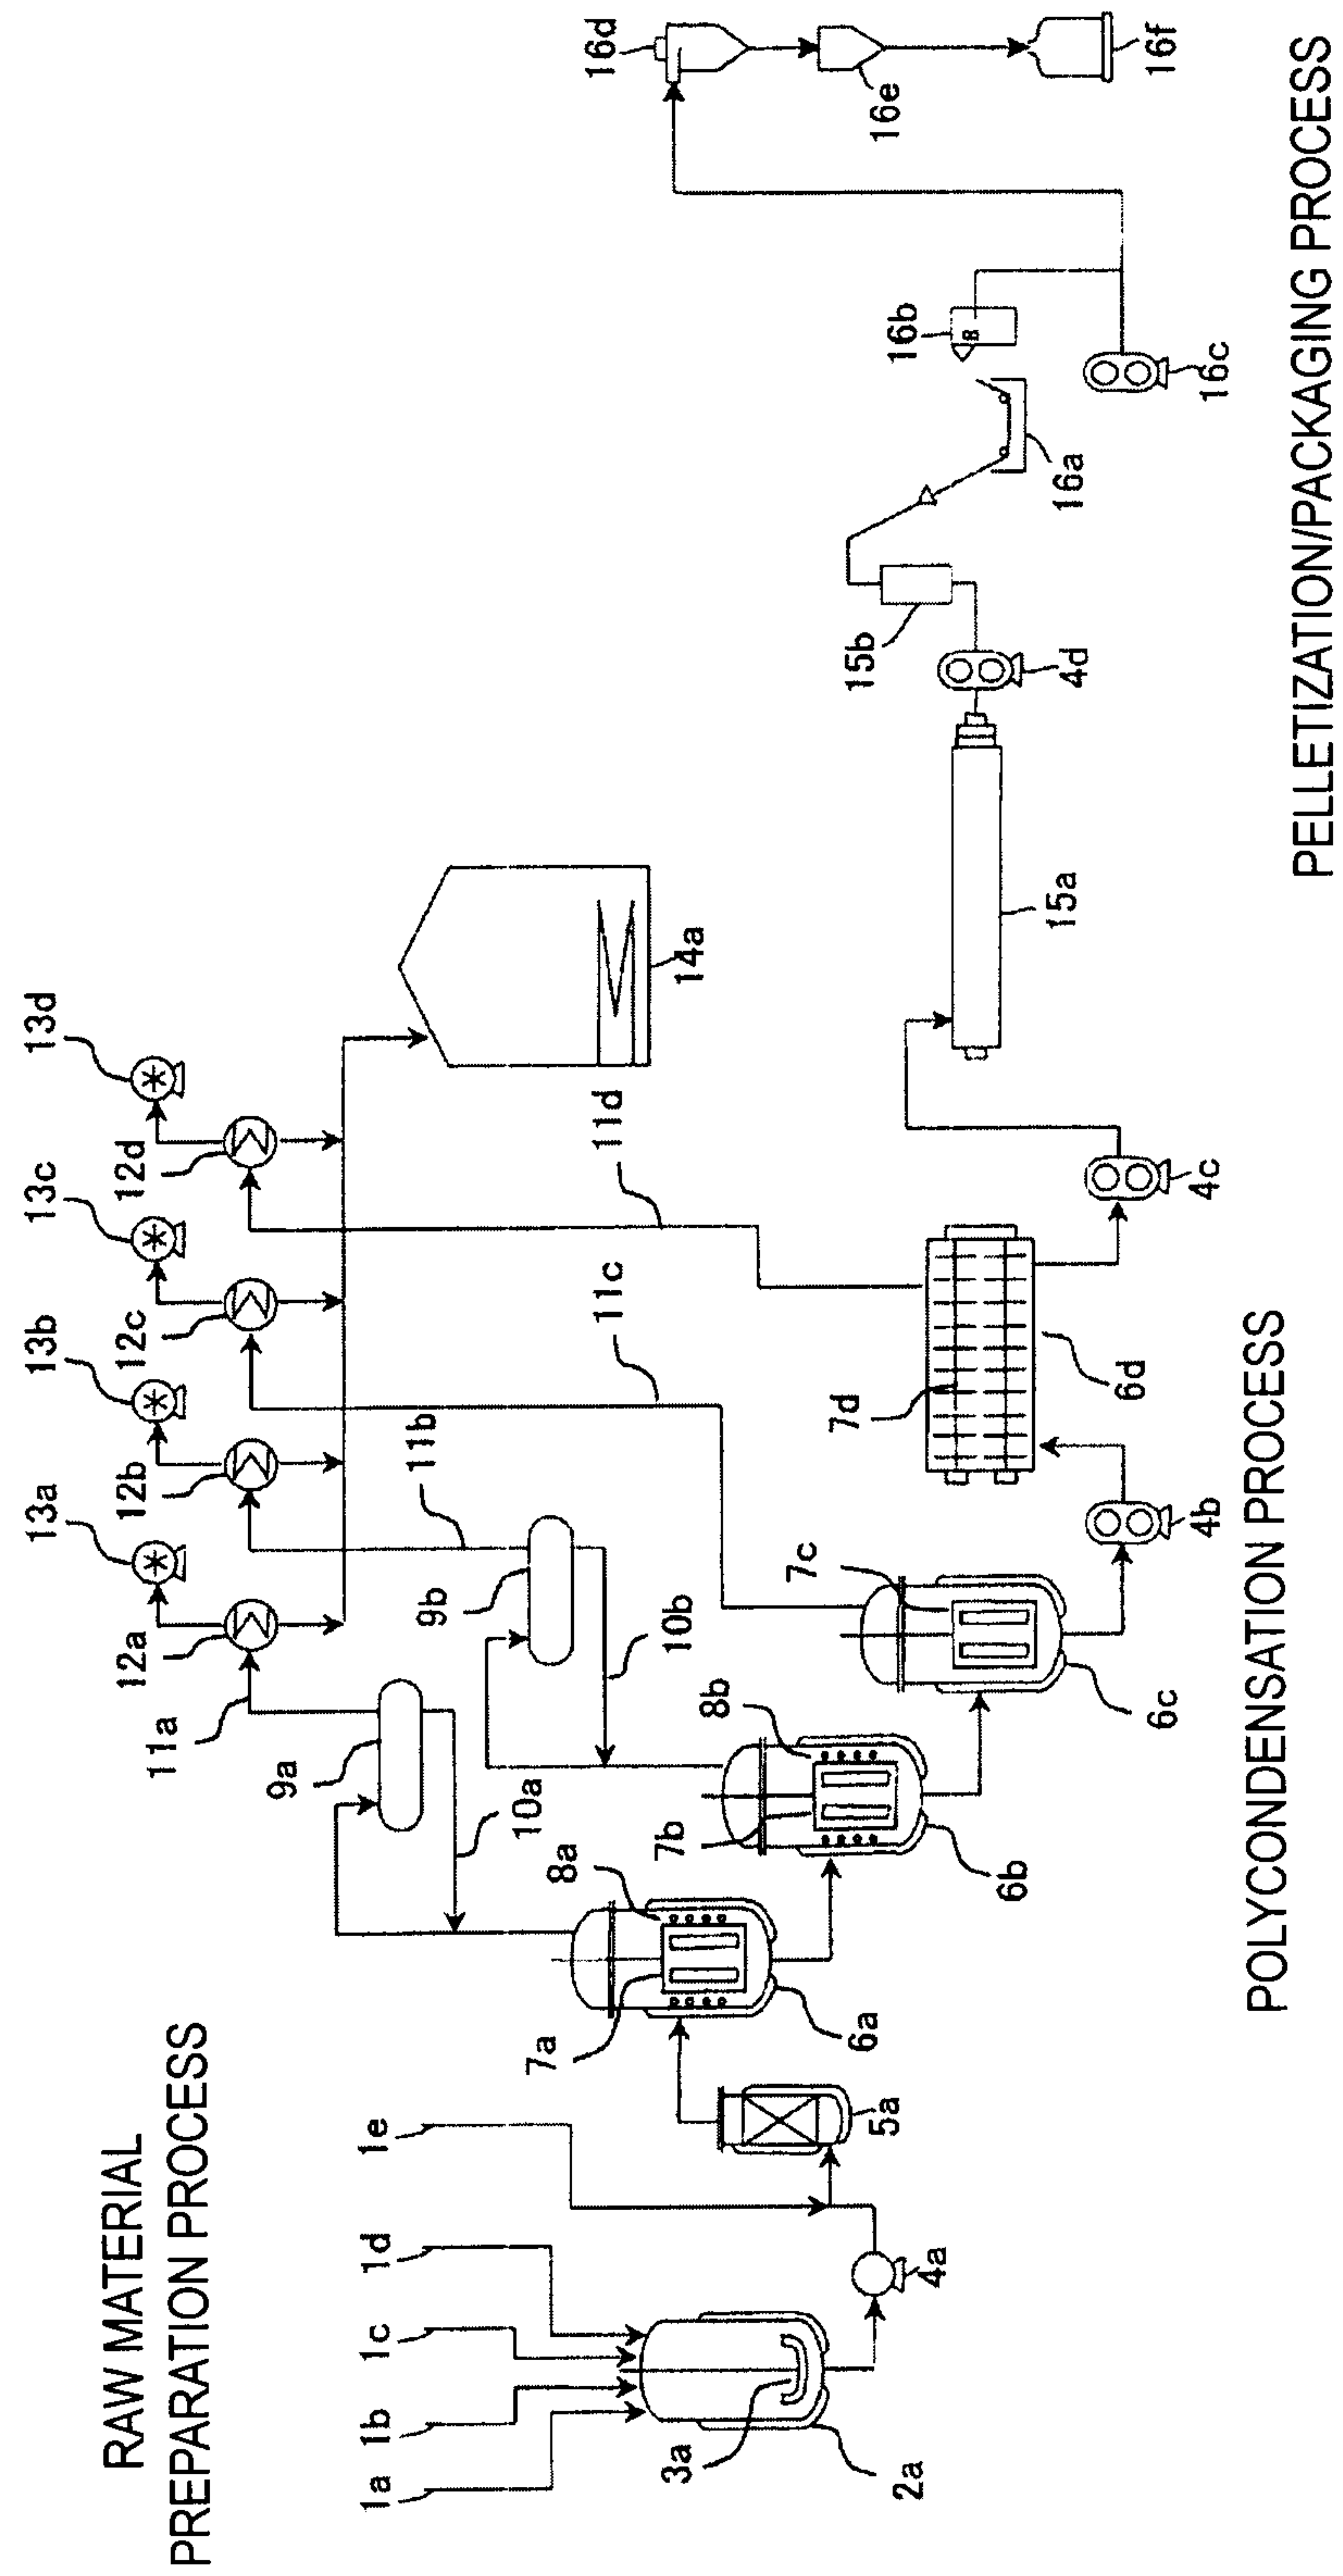 RAW MATERIAL
PREPARATION PROCESS
1a
1b
1c
1d
1e
2a
3a
4a
5a
6a
7a
8a
9a
10a
11a
12a
13a
6b
7b
8b
9b
10b
11b
12b
13b
6c
7c
11c
12c
13c
4b
6d
7d
11d
12d
13d
14a
4c
15a
4d
15b
16a
16b
B
16c
16d
16e
16f
POLYCONDENSATION PROCESS
PELLETIZATION/PACKAGING PROCESS